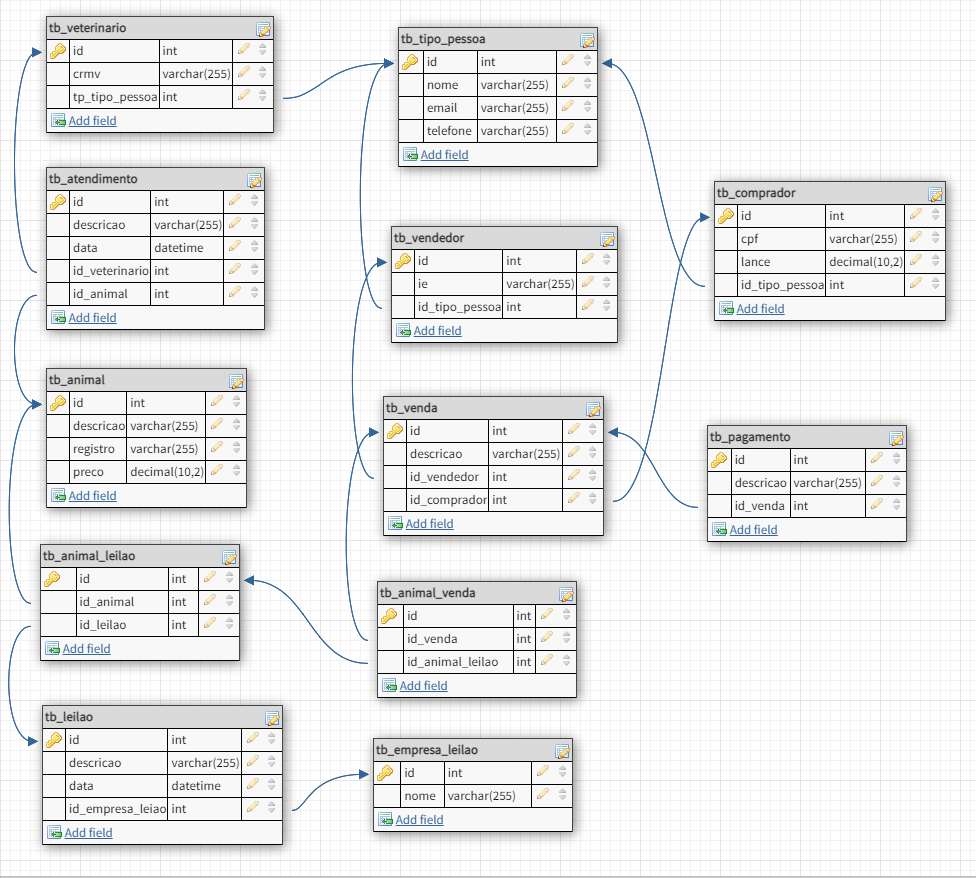 tb_veterinario
id int
crmv varchar(255)
tp_tipo_pessoa int
Add field
tb_atendimento
id int
descricao varchar(255)
data datetime
id_veterinario int
id_animal int
Add field
tb_animal
id int
descricao varchar(255)
registro varchar(255)
preco decimal(10,2)
Add field
tb_animal_leilao
id int
id_animal int
id_leilao int
Add field
tb_leilao
id int
descricao varchar(255)
data datetime
id_empresa_leiao int
Add field
tb_tipo_pessoa
id int
nome varchar(255)
email varchar(255)
telefone varchar(255)
Add field
tb_vendedor
id int
ie varchar(255)
id_tipo_pessoa int
Add field
tb_venda
id int
descricao varchar(255)
id_vendedor int
id_comprador int
Add field
tb_animal_venda
id int
id_venda int
id_animal_leilao int
Add field
tb_empresa_leilao
id int
nome varchar(255)
Add field
tb_comprador
id int
cpf varchar(255)
lance decimal(10,2)
id_tipo_pessoa int
Add field
tb_pagamento
id int
descricao varchar(255)
id_venda int
Add field